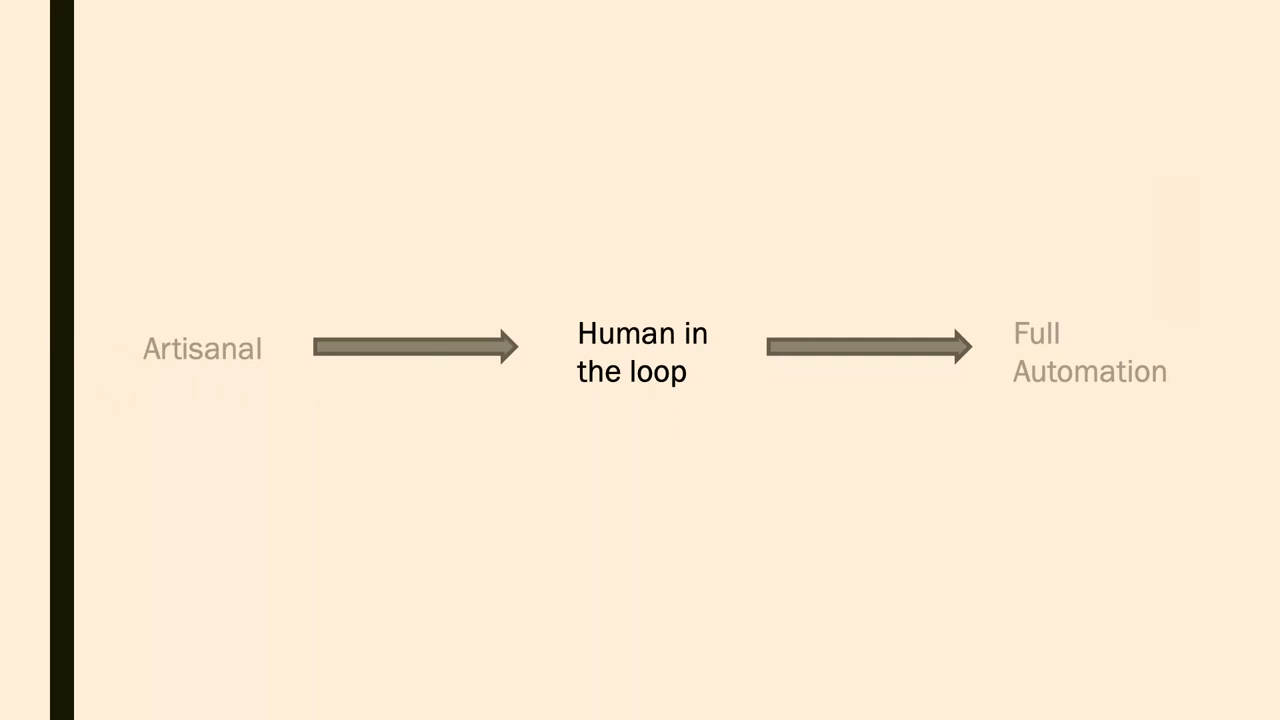 Artisanal
Human in
the loop
Full
Automation